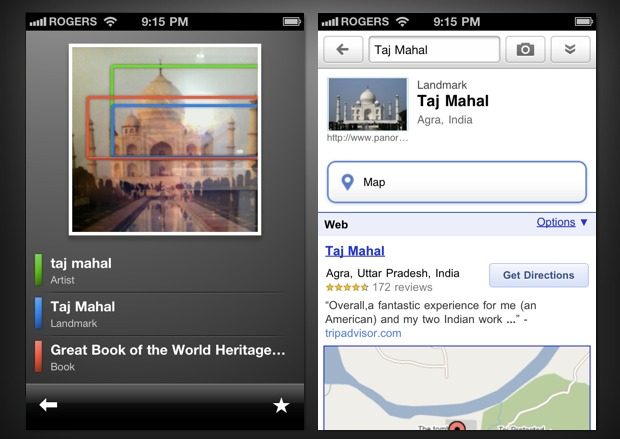 ROGERS 9:15 PM
taj mahal
Artist
Taj Mahal
Landmark
Great Book of the World Heritage…
Book
ROGERS 9:15 PM
Taj Mahal
Landmark
Taj Mahal
Agra, India
http://www.panor…
Map
Web
Options ▼
Taj Mahal
Agra, Uttar Pradesh, India
172 reviews
Get Directions
“Overall,a fantastic experience for me (an
American) and my two Indian work ...” -
tripadvisor.com
The